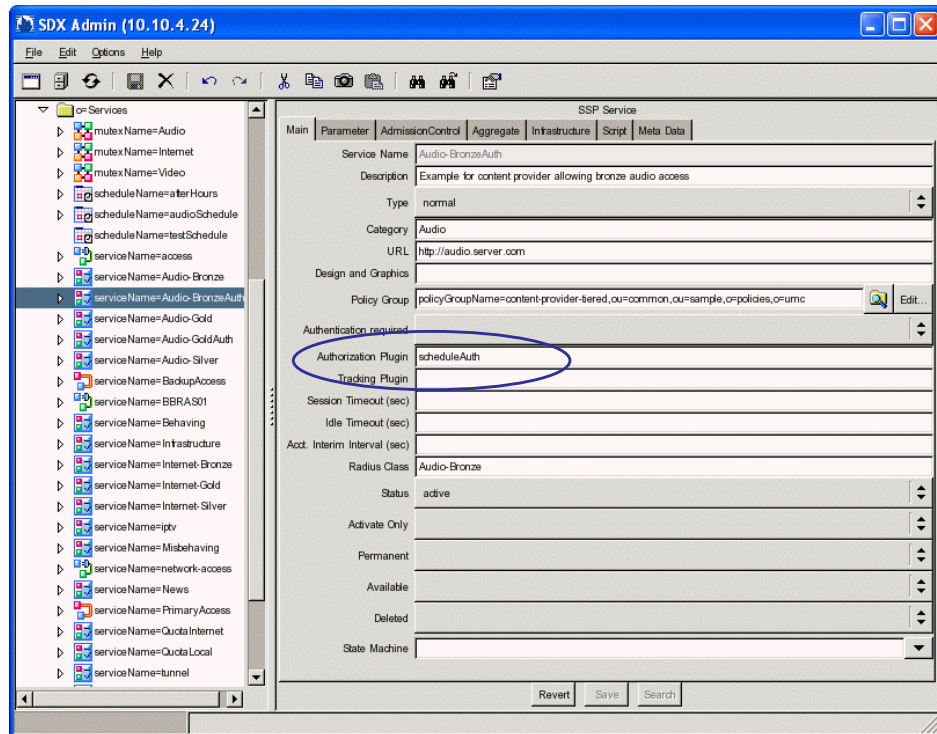 SDX Admin (10.10.4.24)
File Edit Options Help
o=Services
mutexName=Audio
mutexName=Internet
mutexName=Video
scheduleName=afterHours
scheduleName=audioSchedule
scheduleName=testSchedule
serviceName=access
serviceName=Audio-Bronze
serviceName=Audio-BronzeAuth
serviceName=Audio-Gold
serviceName=Audio-GoldAuth
serviceName=Audio-Silver
serviceName=BackupAccess
serviceName=BBRAS01
serviceName=Behaving
serviceName=Infrastructure
serviceName=Internet-Bronze
serviceName=Internet-Gold
serviceName=Internet-Silver
serviceName=iptv
serviceName=Misbehaving
serviceName=network-access
serviceName=News
serviceName=PrimaryAccess
serviceName=QuotaInternet
serviceName=QuotaLocal
serviceName=tunnel
SSP Service
Main Parameter AdmissionControl Aggregate Infrastructure Script Meta Data
Service Name Audio-BronzeAuth
Description Example for content provider allowing bronze audio access
Type normal
Category Audio
URL http://audio.server.com
Design and Graphics
Policy Group policyGroupName=content-provider-tiered,ou=common,ou=sample,o=policies,o=umc Edit...
Authentication required
Authorization Plugin scheduleAuth
Tracking Plugin
Session Timeout (sec)
Idle Timeout (sec)
Acct. Interim Interval (sec)
Radius Class Audio-Bronze
Status active
Activate Only
Permanent
Available
Deleted
State Machine
Revert Save Search